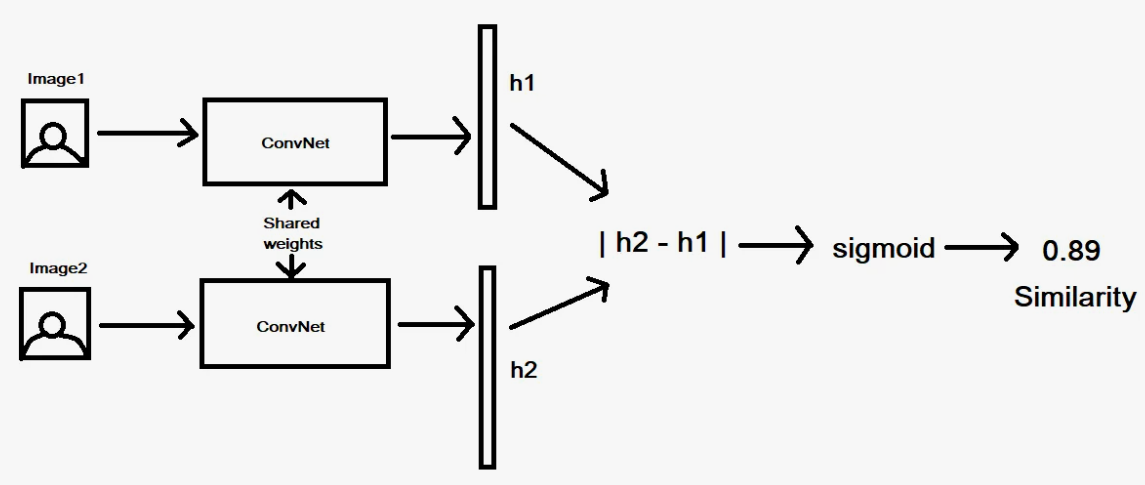 Image1
ConvNet
h1
Shared
weights
| h2 - h1 |
sigmoid
0.89
Similarity
Image2
ConvNet
h2